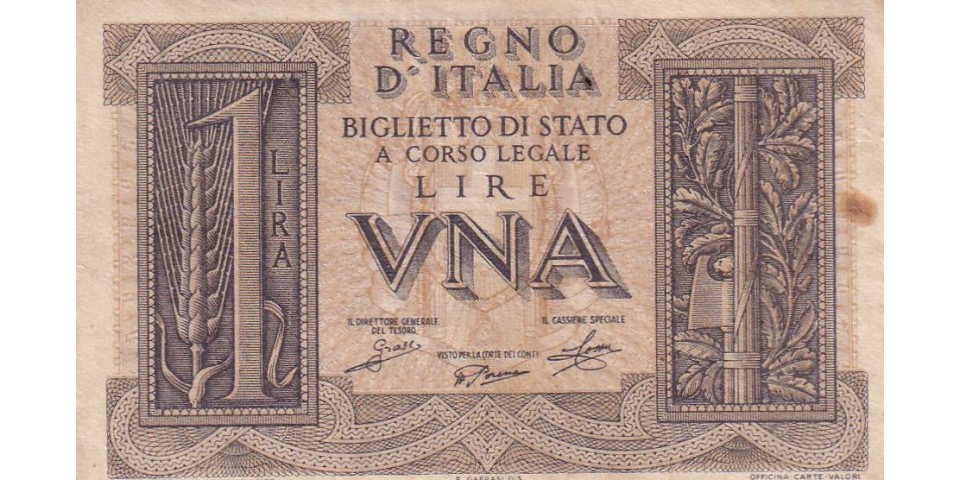 REGNO
D'ITALIA
BIGLIETTO DI STATO
A CORSO LEGALE
LIRE
VNA
1
LIRA
IL DIRETTORE GENERALE
DEL TESORO
IL CASSIERE SPECIALE
VISTO PER LA CORTE DEI CONTI
Grassi
OFFICINA CARTE-VALORI